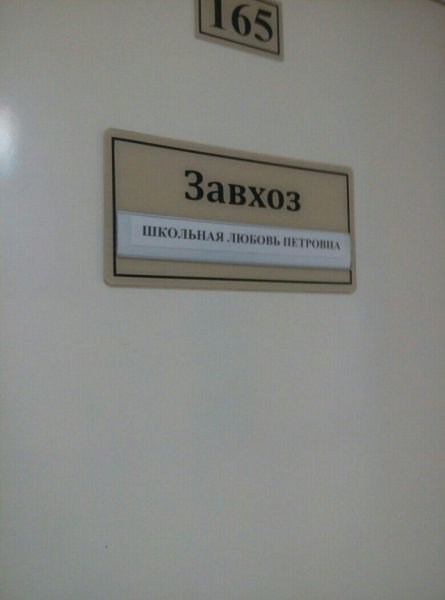 165
Завхоз
ШКОЛЬНАЯ ЛЮБОВЬ ПЕТРОВНА